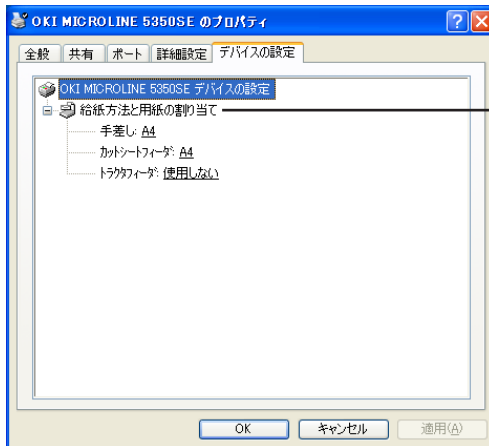 OKI MICROLINE 5350SE のプロパティ
全般 共有 ポート 詳細設定 デバイスの設定
OKI MICROLINE 5350SE デバイスの設定
給紙方法と用紙の割り当て
手差し: A4
カットシートフィーダ: A4
トラクタフィーダ: 使用しない
OK キャンセル 適用(A)